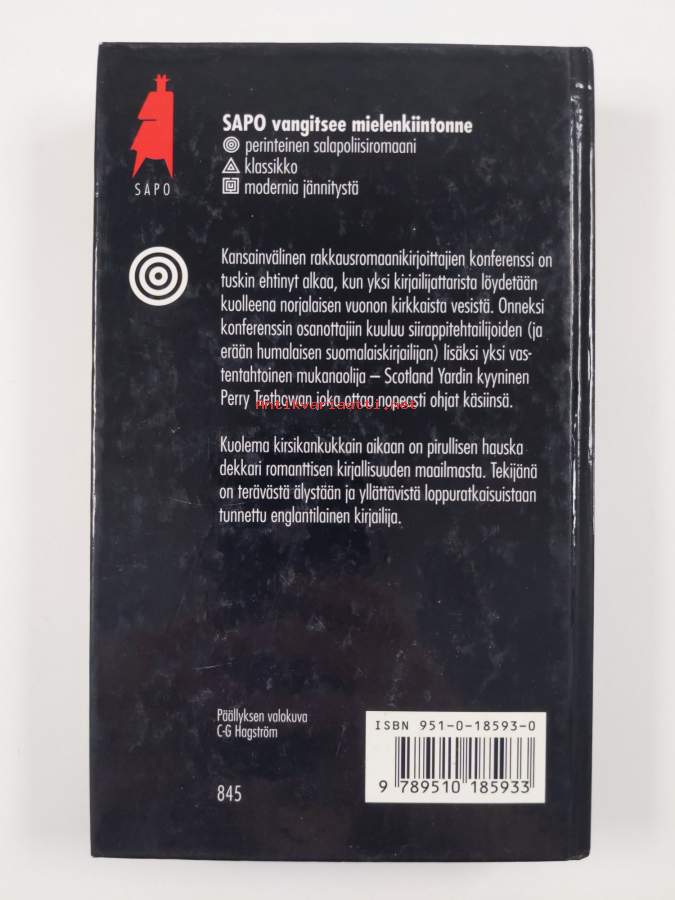 SAPO
SAPO vangitsee mielenkiintonne
perinteinen salapoliisiromaani
klassikko
modernia jännitystä
Kansainvälinen rakkausromaanikirjoittajien konferenssi on
tuskin ehtinyt alkaa, kun yksi kirjailijattarista löydetään
kuolleena norjalaisen vuonon kirkkaista vesistä. Onneksi
konferenssin osanottajiin kuuluu siirappitehtailijoiden (ja
erään humalaisen suomalaiskirjailijan) lisäksi yksi vas-
tentahtoinen mukanaolija – Scotland Yardin kyyninen
Perry Trethowan joka ottaa nopeasti ohjat käsiinsä.
Antikvariaatti.net
Kuolema kirsikankukkain aikaan on pirullisen hauska
dekkari romanttisen kirjallisuuden maailmasta. Tekijänä
on terävästä älystään ja yllättävistä loppuratkaisuistaan
tunnettu englantilainen kirjailija.
Päällyksen valokuva
C-G Hagström
845
ISBN 951-0-18593-0
9 789510 185933